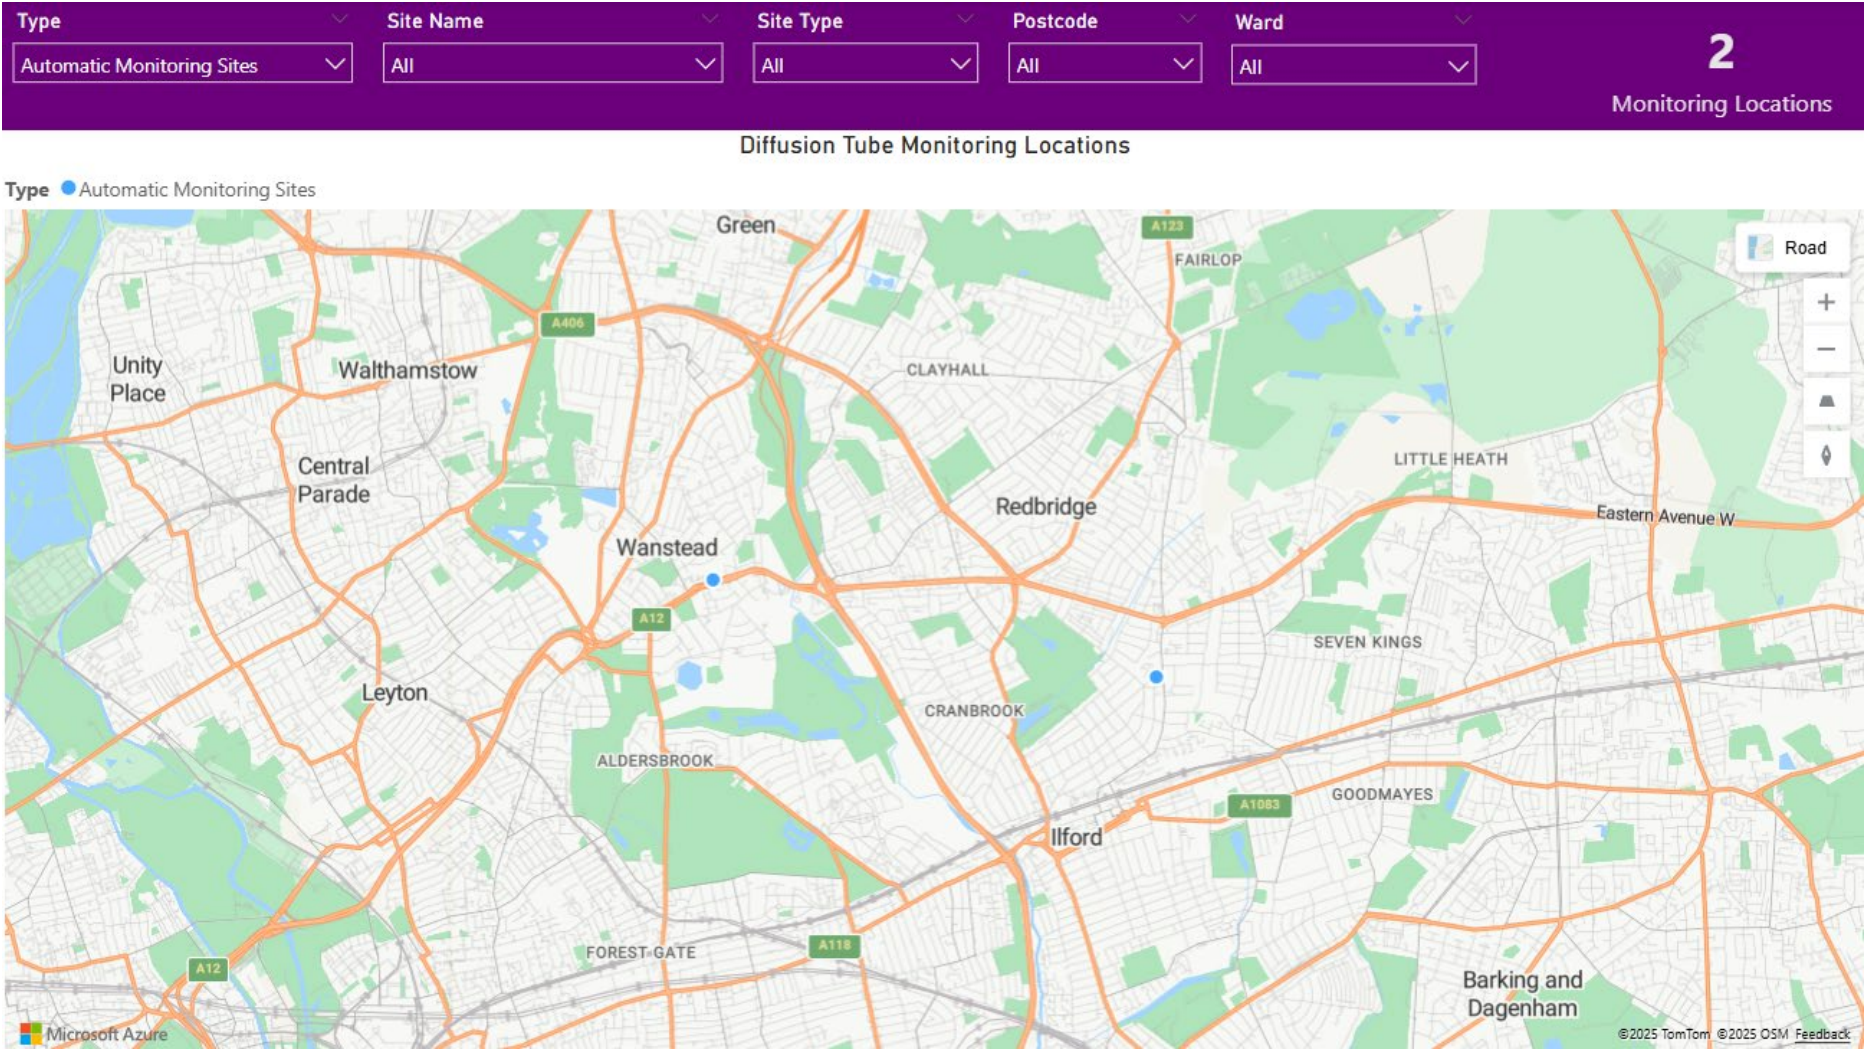 Type
Site Name
Site Type
Postcode
Ward
Automatic Monitoring Sites
All
All
All
All
2
Monitoring Locations
Diffusion Tube Monitoring Locations
Type Automatic Monitoring Sites
Green
A123
FAIRLOP
Road
A406
Unity
Place
Walthamstow
CLAYHALL
Central
Parade
LITTLE HEATH
Redbridge
Eastern Avenue W
Wanstead
A12
SEVEN KINGS
Leyton
CRANBROOK
ALDERSBROOK
GOODMAYES
A1083
Ilford
FOREST GATE
A118
A12
Barking and
Dagenham
Microsoft Azure
©2025 TomTom ©2025 OSM Feedback